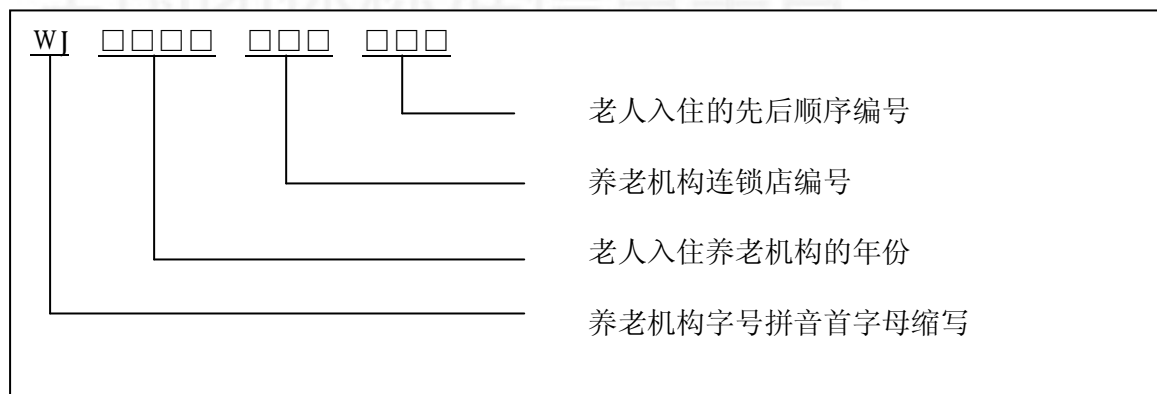 WJ □□□□ □□□ □□□
老人入住的先后顺序编号
养老机构连锁店编号
老人入住养老机构的年份
养老机构字号拼音首字母缩写